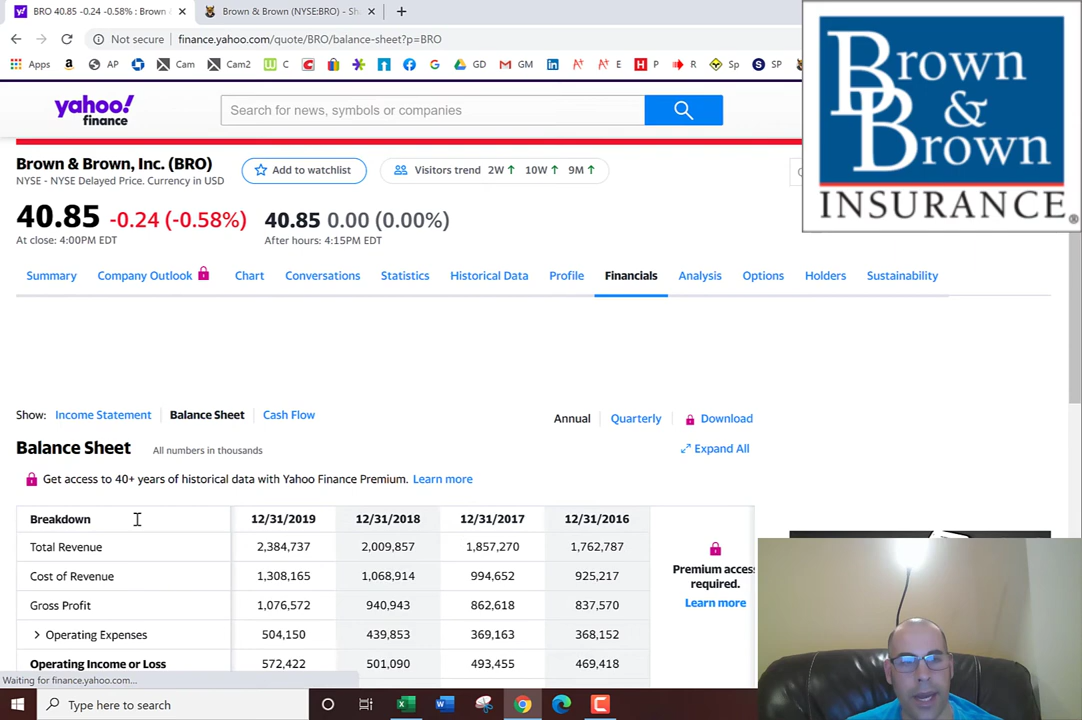 BRO 40.85 -0.24 -0.58% : Brown
Brown & Brown (NYSE:BRO) - Sha
Not secure finance.yahoo.com/quote/BRO/balance-sheet?p=BRO
Apps AP Cam Cam2 C P GD GM E P R Sp SP
yahoo!
finance
Search for news, symbols or companies
Brown
&
Brown
INSURANCE®
Brown & Brown, Inc. (BRO)
NYSE - NYSE Delayed Price. Currency in USD
Add to watchlist
Visitors trend 2W↑ 10W↑ 9M↑
40.85 -0.24 (-0.58%) 40.85 0.00 (0.00%)
At close: 4:00PM EDT After hours: 4:15PM EDT
Summary Company Outlook Chart Conversations Statistics Historical Data Profile Financials Analysis Options Holders Sustainability
Show: Income Statement Balance Sheet Cash Flow Annual Quarterly Download
Balance Sheet All numbers in thousands Expand All
Get access to 40+ years of historical data with Yahoo Finance Premium. Learn more
Breakdown 12/31/2019 12/31/2018 12/31/2017 12/31/2016
Total Revenue 2,384,737 2,009,857 1,857,270 1,762,787
Cost of Revenue 1,308,165 1,068,914 994,652 925,217
Gross Profit 1,076,572 940,943 862,618 837,570
Operating Expenses 504,150 439,853 369,163 368,152
Operating Income or Loss 572,422 501,090 493,455 469,418
Premium access
required.
Learn more
Waiting for finance.yahoo.com...
Type here to search